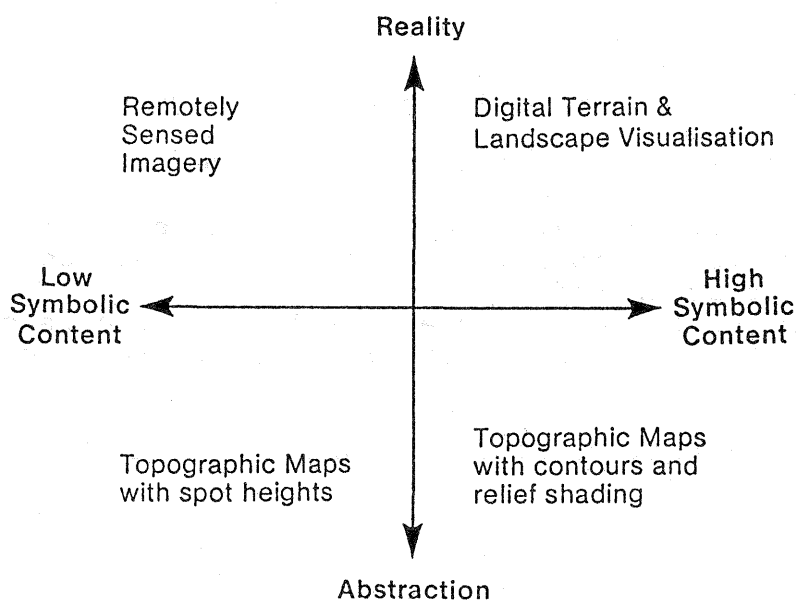 Reality
Remotely
Sensed
Imagery
Digital Terrain &
Landscape Visualisation
Low
Symbolic
Content
High
Symbolic
Content
Topographic Maps
with spot heights
Topographic Maps
with contours and
relief shading
Abstraction